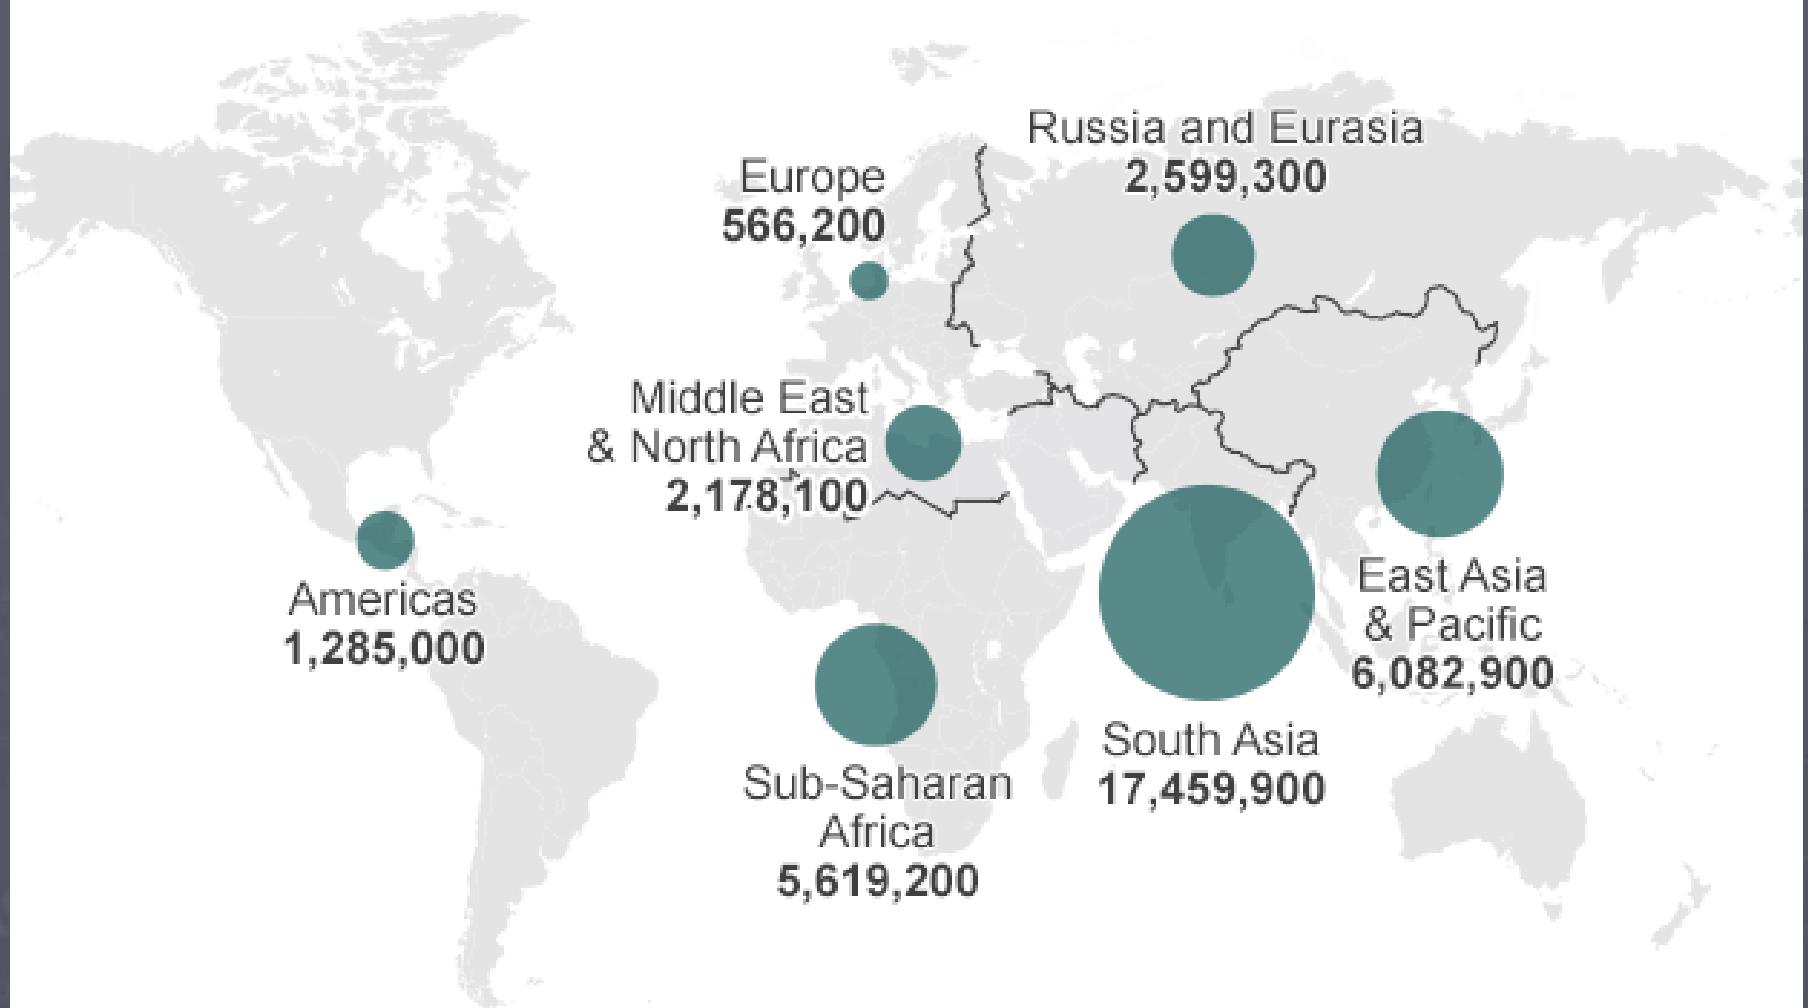 Russia and Eurasia
2,599,300
Europe
566,200
Middle East
& North Africa
2,178,100
Americas
1,285,000
East Asia
& Pacific
6,082,900
South Asia
17,459,900
Sub-Saharan
Africa
5,619,200